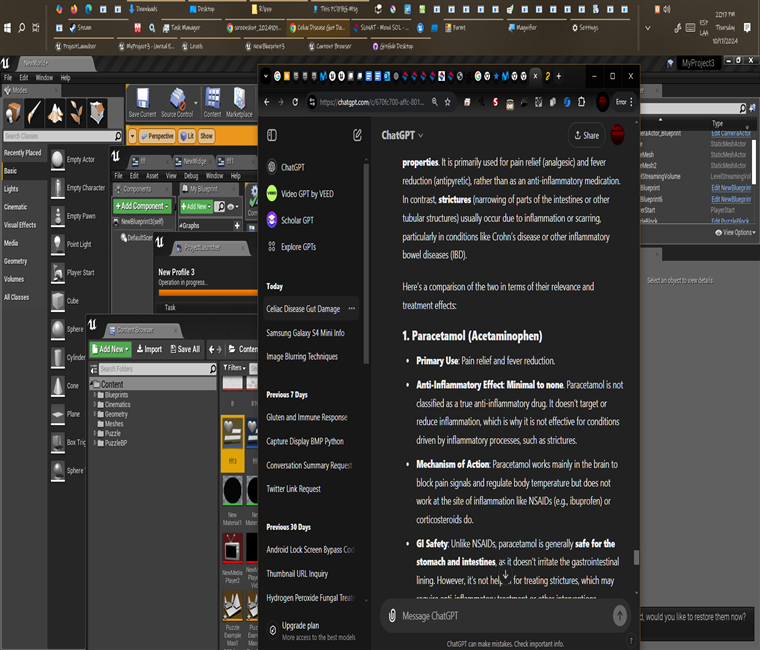 Downloads
Desktop
Task Manager
Celiac Disease Gut Dam
Steam
Forms
Magnifier
Settings
ESP
LAA
22:17 PM
Thursday
10/17/2024
ProjectLauncher
MyProject3 - Unreal E
Levels
newBlueprint3
Content Browser
GitHub Desktop
NewWorld*
MyProject3
File Edit Window Help
Modes
Search Classes
Recently Placed
Basic
Lights
Cinematic
Visual Effects
Media
Geometry
Volumes
All Classes
Empty Actor
Empty Character
Empty Pawn
Point Light
Player Start
Cube
Sphere
Cylinder
Cone
Plane
Box Trig
Sphere
Save Current
Source Control
Content
Marketplace
Perspective
Lit
Show
fff
NewWidge
fff1
File Edit Asset View Debug Window Help
Components
My Blueprint
Add Component
Add New
NewBlueprint3(self)
DefaultScen
Graphs
ProjectLauncher
New Profile 3
Operation in progress...
Task
Content Browser
Add New Import Save All Conten
Search Folders
Filters
Content
Blueprints
Cinematics
Geometry
Meshes
Puzzle
PuzzleBP
fff3
New
Material1
NewMedia
Player2
Puzzle
Example
Map1
https://chatgpt.com/c/670fc700-affc-801...
Error
ChatGPT
Video GPT by VEED
Scholar GPT
Explore GPTs
Today
Celiac Disease Gut Damage
Samsung Galaxy S4 Mini Info
Image Blurring Techniques
Previous 7 Days
Gluten and Immune Response
Capture Display BMP Python
Conversation Summary Request
Twitter Link Request
Previous 30 Days
Android Lock Screen Bypass Cod
Thumbnail URL Inquiry
Hydrogen Peroxide Fungal Treat
Upgrade plan
More access to the best models
ChatGPT
Share
properties. It is primarily used for pain relief (analgesic) and fever
reduction (antipyretic), rather than as an anti-inflammatory medication.
In contrast, strictures (narrowing of parts of the intestines or other
tubular structures) usually occur due to inflammation or scarring,
particularly in conditions like Crohn's disease or other inflammatory
bowel diseases (IBD).
Here's a comparison of the two in terms of their relevance and
treatment effects:
1. Paracetamol (Acetaminophen)
• Primary Use: Pain relief and fever reduction.
• Anti-Inflammatory Effect: Minimal to none. Paracetamol is not
classified as a true anti-inflammatory drug. It doesn't target or
reduce inflammation, which is why it is not effective for conditions
driven by inflammatory processes, such as strictures.
• Mechanism of Action: Paracetamol works mainly in the brain to
block pain signals and regulate body temperature but does not
work at the site of inflammation like NSAIDs (e.g., ibuprofen) or
corticosteroids do.
• GI Safety: Unlike NSAIDs, paracetamol is generally safe for the
stomach and intestines, as it doesn't irritate the gastrointestinal
lining. However, it's not for treating strictures, which may
Message ChatGPT
ChatGPT can make mistakes. Check important info.
Type
Edit CameraActor
StaticMeshActor
StaticMeshActor
LevelStreamingVolume
Edit NewBlueprint
Edit NewBlueprint
PlayerStart
Edit PuzzleBlock
View Options
Select an object to view details.
d, would you like to restore them now?